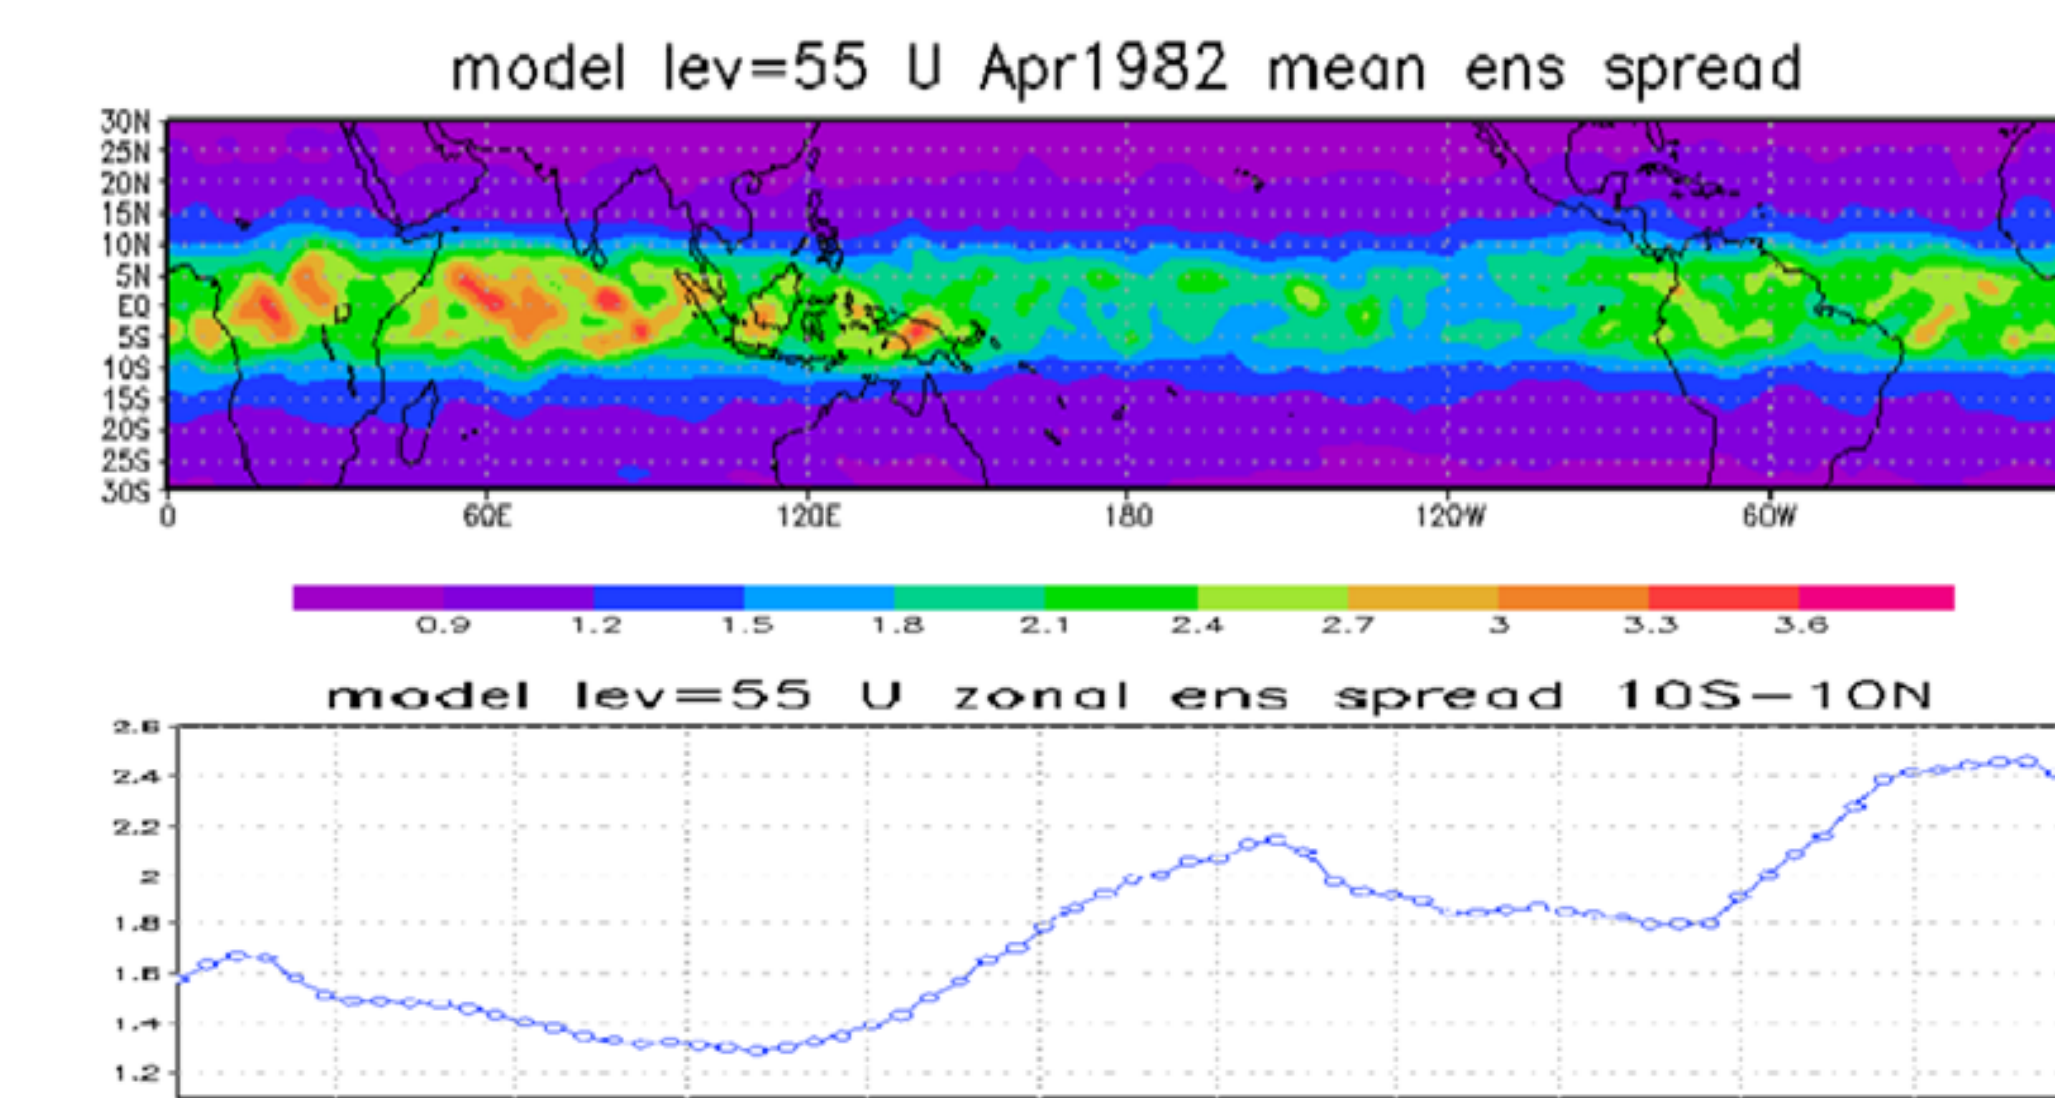 model lev=55 U Apr1982 mean ens spread
30N
25N
20N
15N
10N
5N
EQ
5S
10S
15S
20S
25S
30S
0 60E 120E 180 120W 60W
0.9 1.2 1.5 1.8 2.1 2.4 2.7 3 3.3 3.6
model lev=55 U zonal ens spread 10S-10N
2.6
2.4
2.2
2
1.8
1.6
1.4
1.2